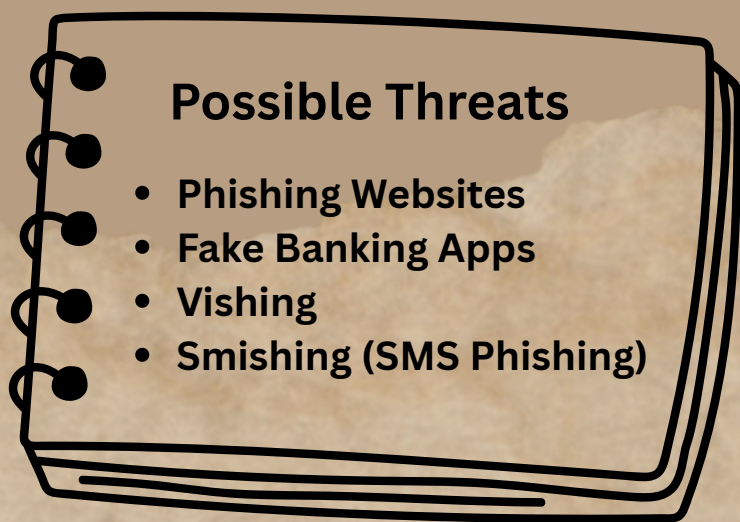 Possible Threats
• Phishing Websites
• Fake Banking Apps
• Vishing
• Smishing (SMS Phishing)